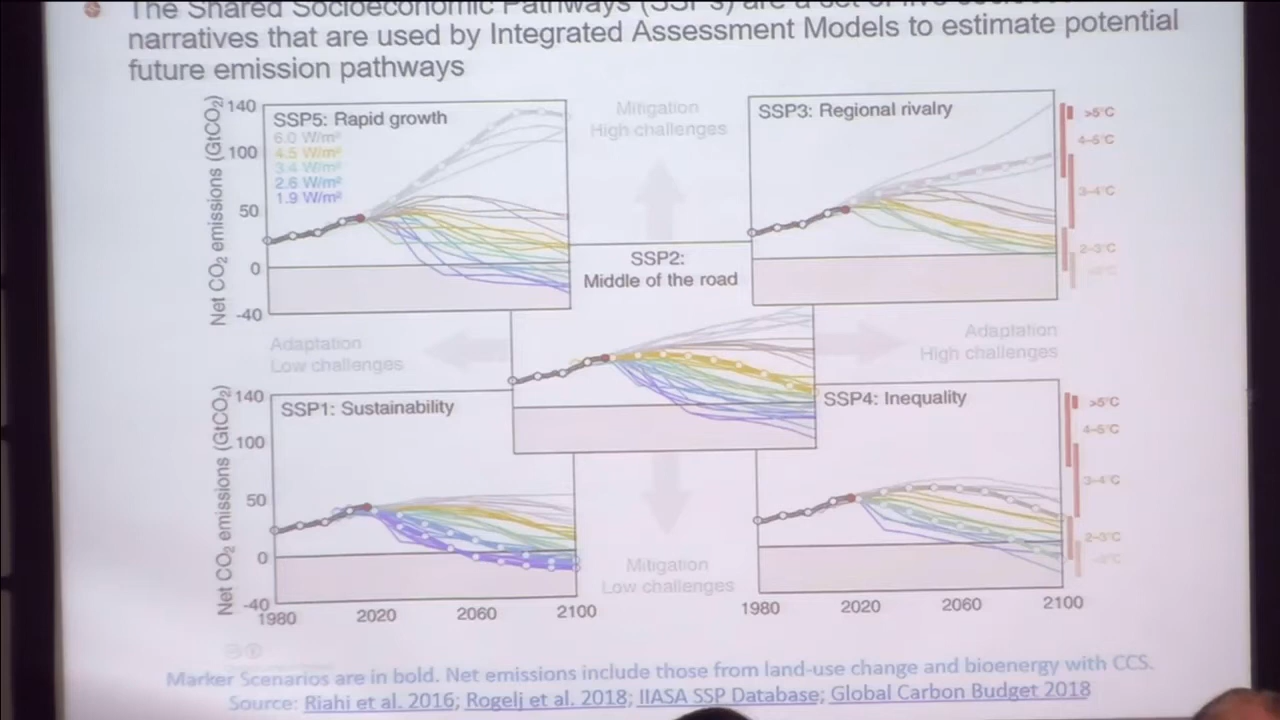 The Shared Socioeconomic Pathways (SSPs) are a set of five
narratives that are used by Integrated Assessment Models to estimate potential
future emission pathways
Net CO₂ emissions (GtCO₂)
140
100
50
0
-40
SSP5: Rapid growth
6.0 W/m²
4.5 W/m²
3.4 W/m²
2.6 W/m²
1.9 W/m²
Mitigation
High challenges
SSP3: Regional rivalry
>5°C
4–5°C
3–4°C
2–3°C
SSP2:
Middle of the road
Adaptation
Low challenges
Adaptation
High challenges
Net CO₂ emissions (GtCO₂)
140
100
50
0
-40
SSP1: Sustainability
SSP4: Inequality
>5°C
4–5°C
3–4°C
2–3°C
Mitigation
Low challenges
1980 2020 2060 2100
1980 2020 2060 2100
Marker Scenarios are in bold. Net emissions include those from land-use change and bioenergy with CCS.
Source: Riahi et al. 2016; Rogelj et al. 2018; IIASA SSP Database; Global Carbon Budget 2018